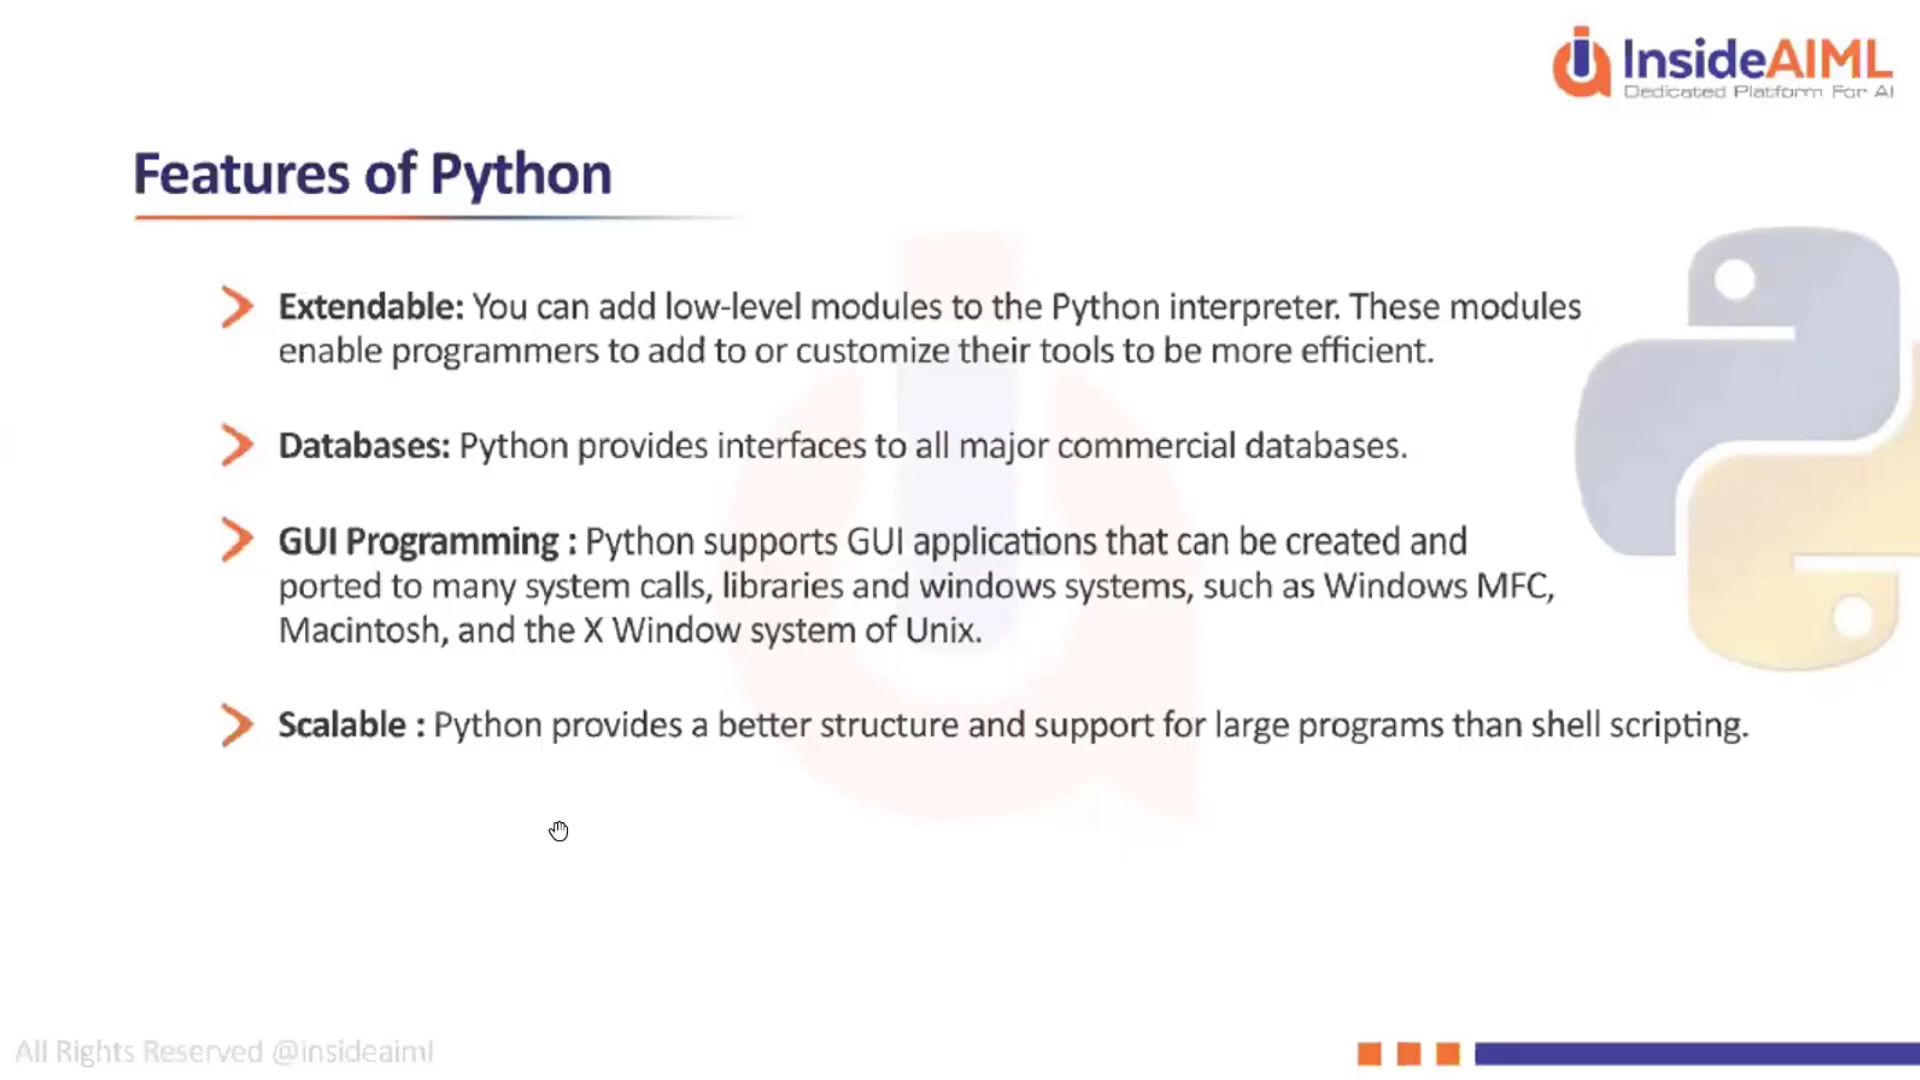 InsideAIML
Dedicated Platform For AI
Features of Python
Extendable: You can add low-level modules to the Python interpreter. These modules
enable programmers to add to or customize their tools to be more efficient.
Databases: Python provides interfaces to all major commercial databases.
GUI Programming : Python supports GUI applications that can be created and
ported to many system calls, libraries and windows systems, such as Windows MFC,
Macintosh, and the X Window system of Unix.
Scalable : Python provides a better structure and support for large programs than shell scripting.
All Rights Reserved @insideaiml